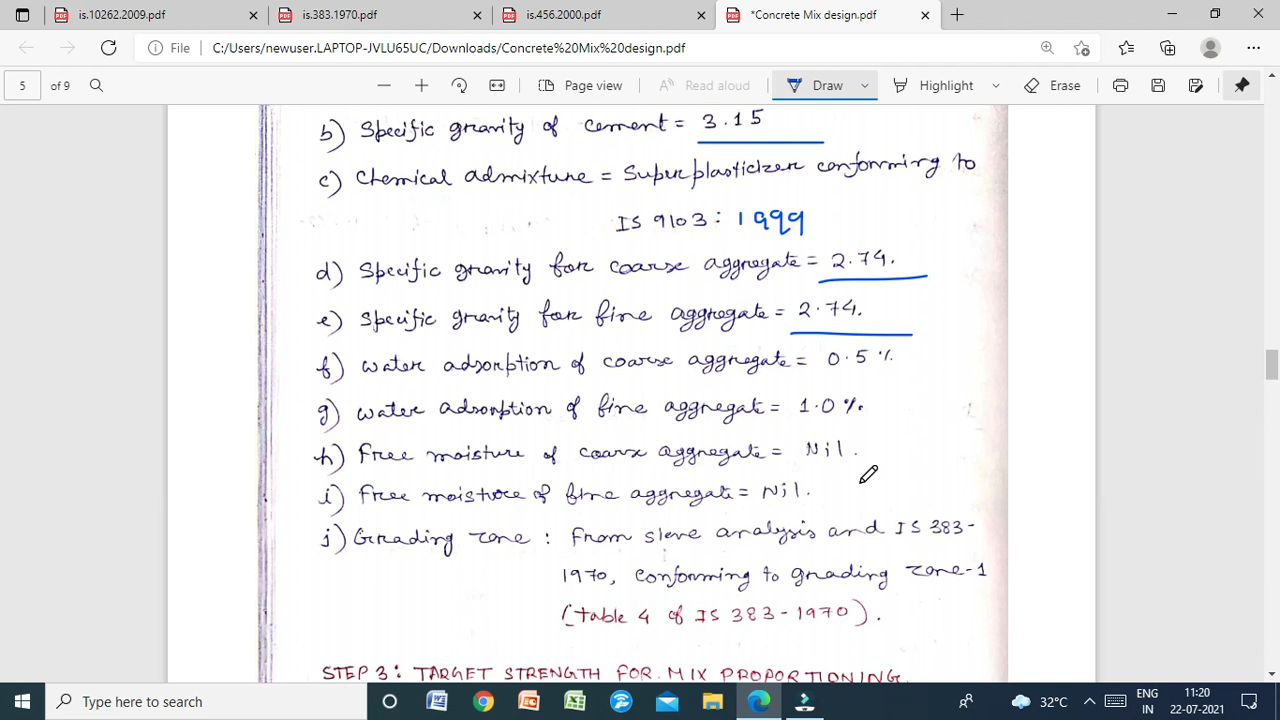 is.10262.2009.pdf
is.383.1970.pdf
is.456.2000.pdf
*Concrete Mix design.pdf
File
C:/Users/newuser.LAPTOP-JVLU65UC/Downloads/Concrete%20Mix%20design.pdf
5 of 9
Page view
Read aloud
Draw
Highlight
Erase
b) Specific gravity of cement = 3.15
c) Chemical admixture = Superplasticizer conforming to
IS 9103: 1999
d) Specific gravity for coarse aggregate = 2.74.
e) Specific gravity for fine aggregate = 2.74.
f) water adsorption of coarse aggregate = 0.5 %
g) water adsorption of fine aggregate = 1.0 %.
h) free moisture of coarse aggregate = Nil.
i) free moisture of fine aggregate = Nil.
j) Grading zone : from sieve analysis and IS 383-
1970, conforming to grading zone-1
(table 4 of IS 383-1970).
STEP 3: TARGET STRENGTH FOR MIX PROPORTIONING
Type here to search
32°C
ENG
IN
11:20
22-07-2021